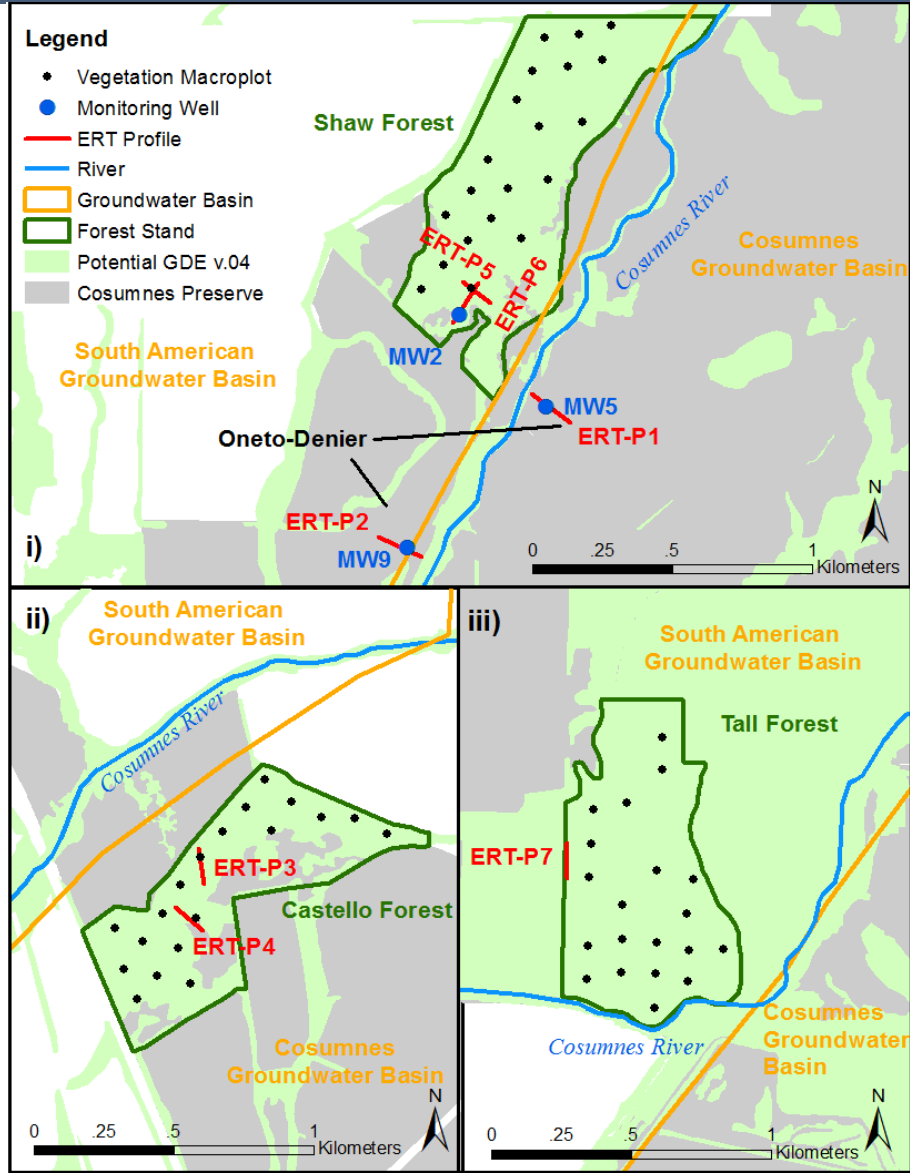 Legend
Vegetation Macroplot
Monitoring Well
ERT Profile
River
Groundwater Basin
Forest Stand
Potential GDE v.04
Cosumnes Preserve
Shaw Forest
Cosumnes River
Cosumnes
Groundwater Basin
ERT-P5
ERT-P6
South American
Groundwater Basin
MW2
MW5
Oneto-Denier
ERT-P1
ERT-P2
MW9
N
i)
0 .25 .5 1
Kilometers
ii)
South American
Groundwater Basin
Cosumnes River
ERT-P3
Castello Forest
ERT-P4
Cosumnes
Groundwater Basin
N
0 .25 .5 1
Kilometers
iii)
South American
Groundwater Basin
Tall Forest
ERT-P7
Cosumnes River
Cosumnes
Groundwater
Basin
N
0 .25 .5 1
Kilometers